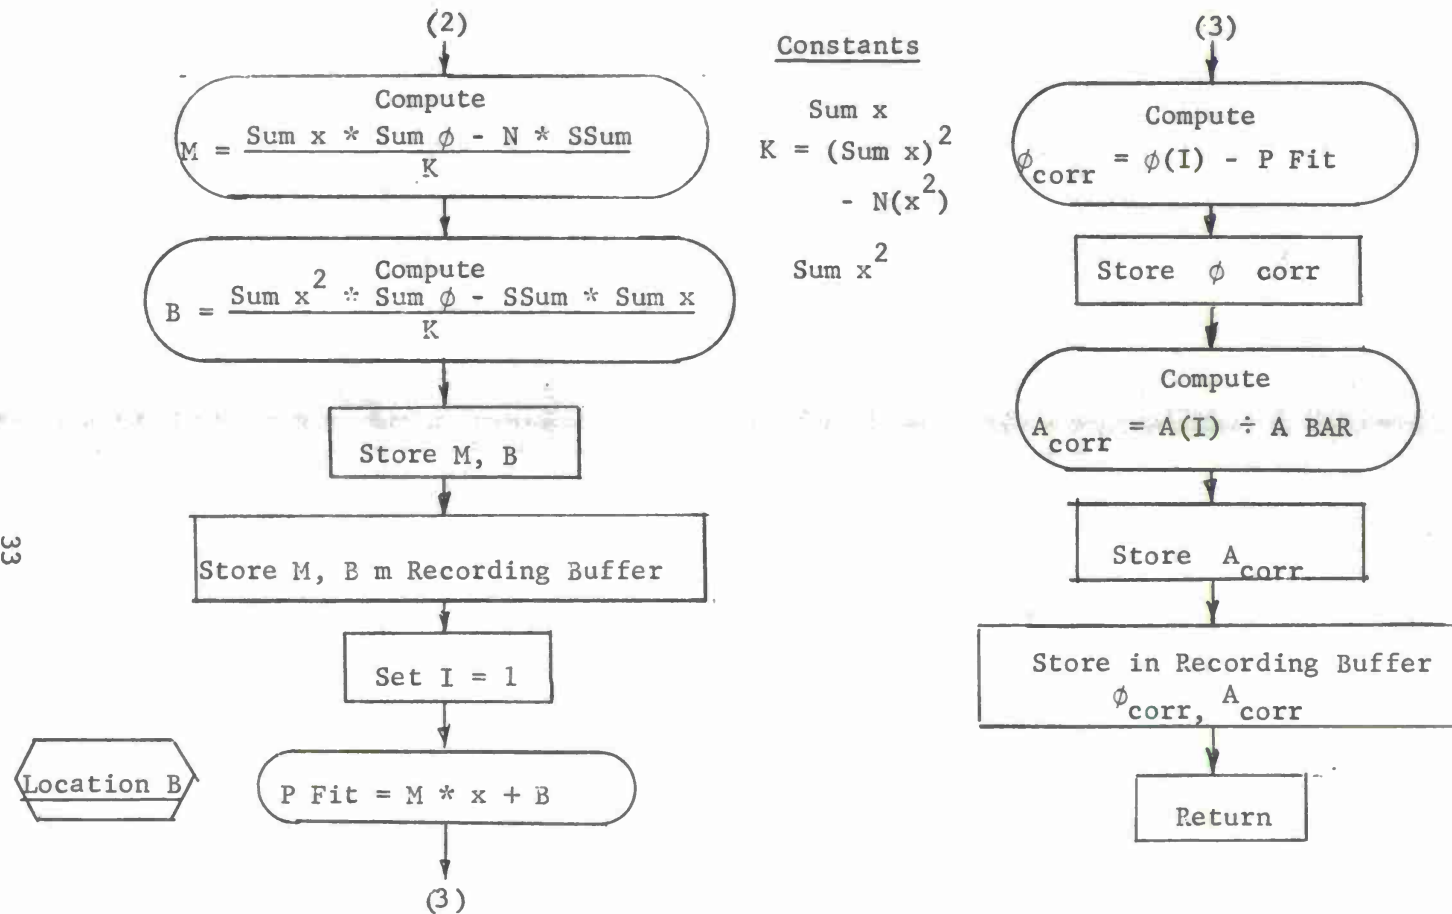 (2)
Compute
M = Sum x * Sum ϕ - N * SSum
K
Compute
B = Sum x² * Sum ϕ - SSum * Sum x
K
Store M, B
Store M, B m Recording Buffer
Set I = 1
Location B
P Fit = M * x + B
(3)
Constants
Sum x
K = (Sum x)²
- N(x²)
Sum x²
(3)
Compute
ϕcorr = ϕ(I) - P Fit
Store ϕ corr
Compute
Acorr = A(I) ÷ A BAR
Store Acorr
Store in Recording Buffer
ϕcorr, Acorr
Return
33